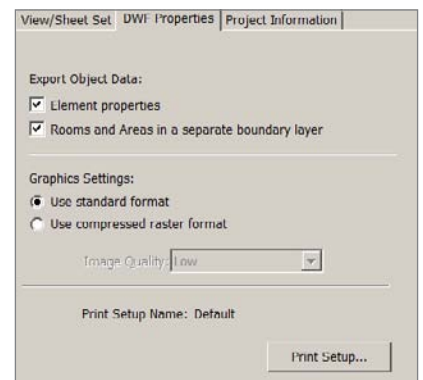 View/Sheet Set DWF Properties Project Information
Export Object Data:
Element properties
Rooms and Areas in a separate boundary layer
Graphics Settings:
Use standard format
Use compressed raster format
Image Quality: Low
Print Setup Name: Default
Print Setup...